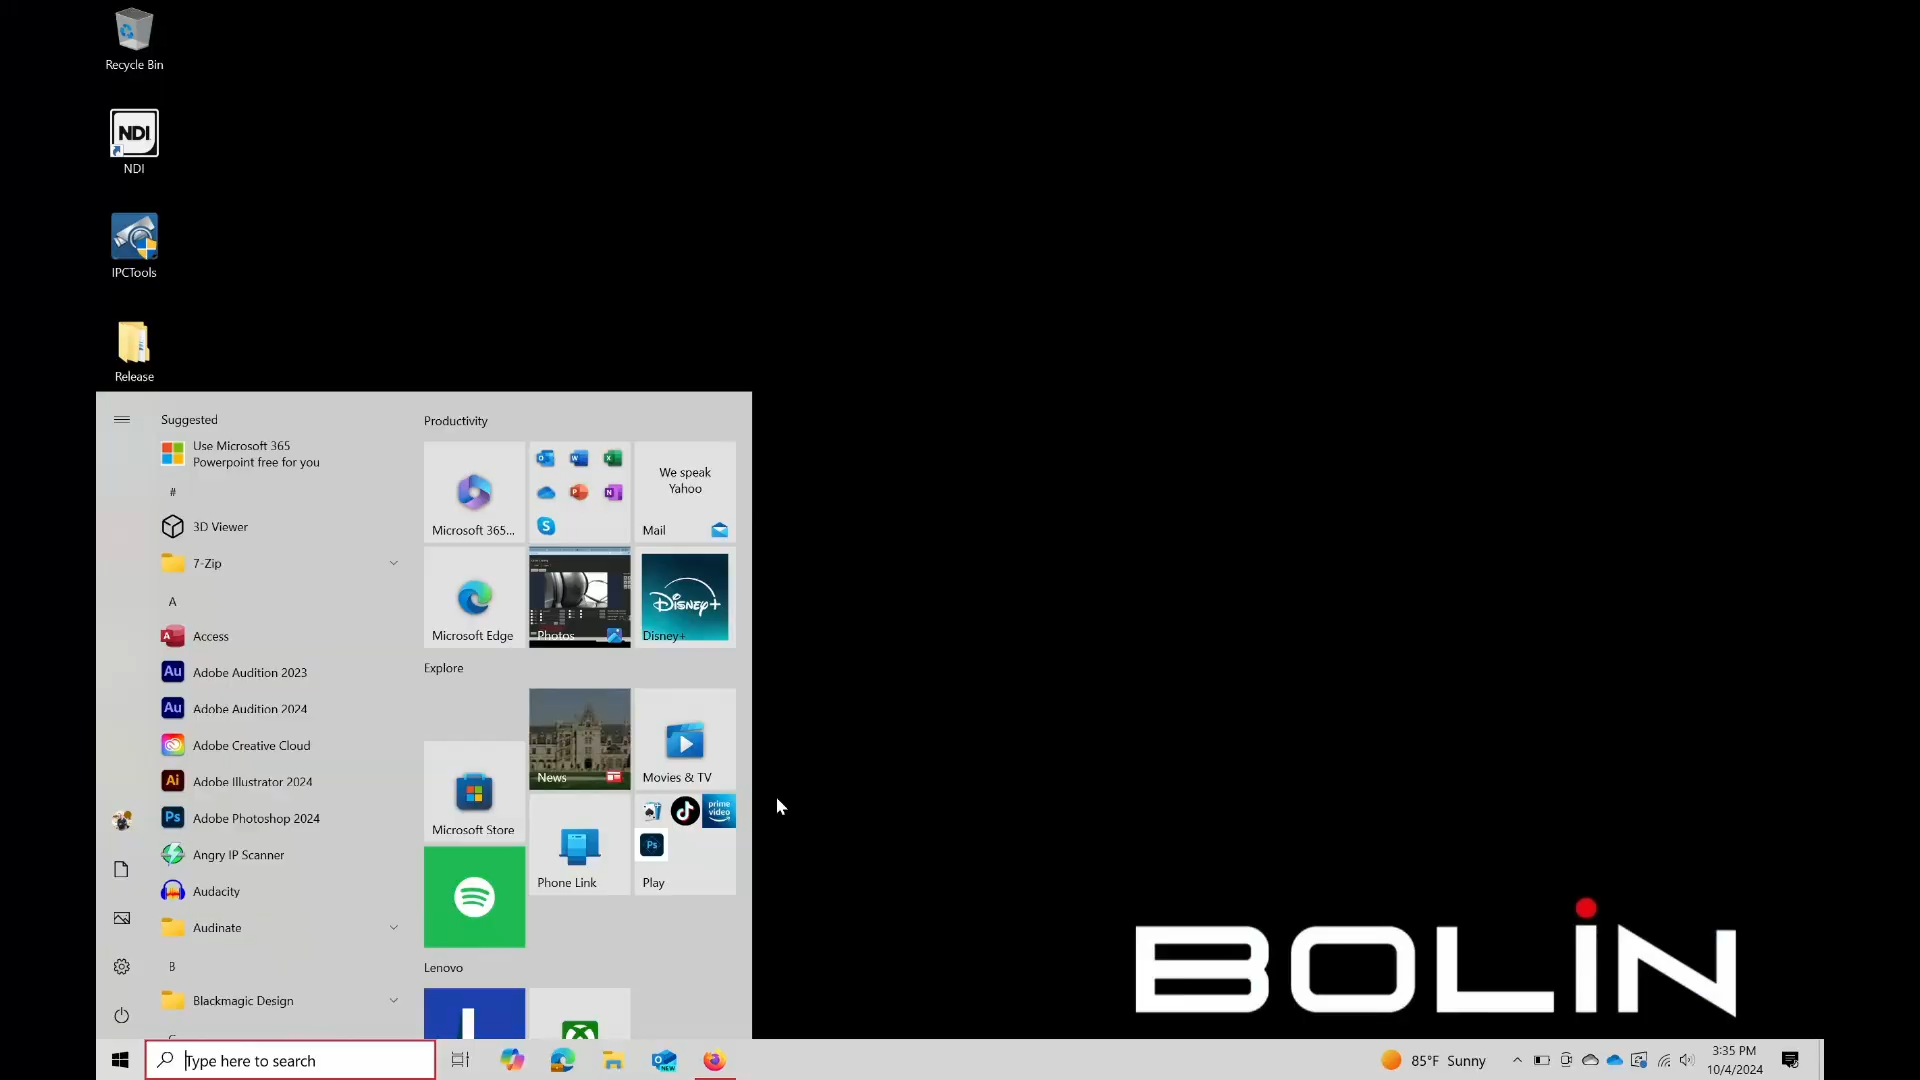 Recycle Bin
NDI
NDI
IPCTools
Release
Suggested
Use Microsoft 365
Powerpoint free for you
#
3D Viewer
7-Zip
A
Access
Adobe Audition 2023
Adobe Audition 2024
Adobe Creative Cloud
Adobe Illustrator 2024
Adobe Photoshop 2024
Angry IP Scanner
Audacity
Audinate
B
Blackmagic Design
Productivity
Microsoft 365...
We speak
Yahoo
Mail
Microsoft Edge
Photos
Disney+
Disney+
Explore
News
Movies & TV
Microsoft Store
Phone Link
prime
video
Ps
Play
Lenovo
BOLIN
Type here to search
85°F Sunny
3:35 PM
10/4/2024